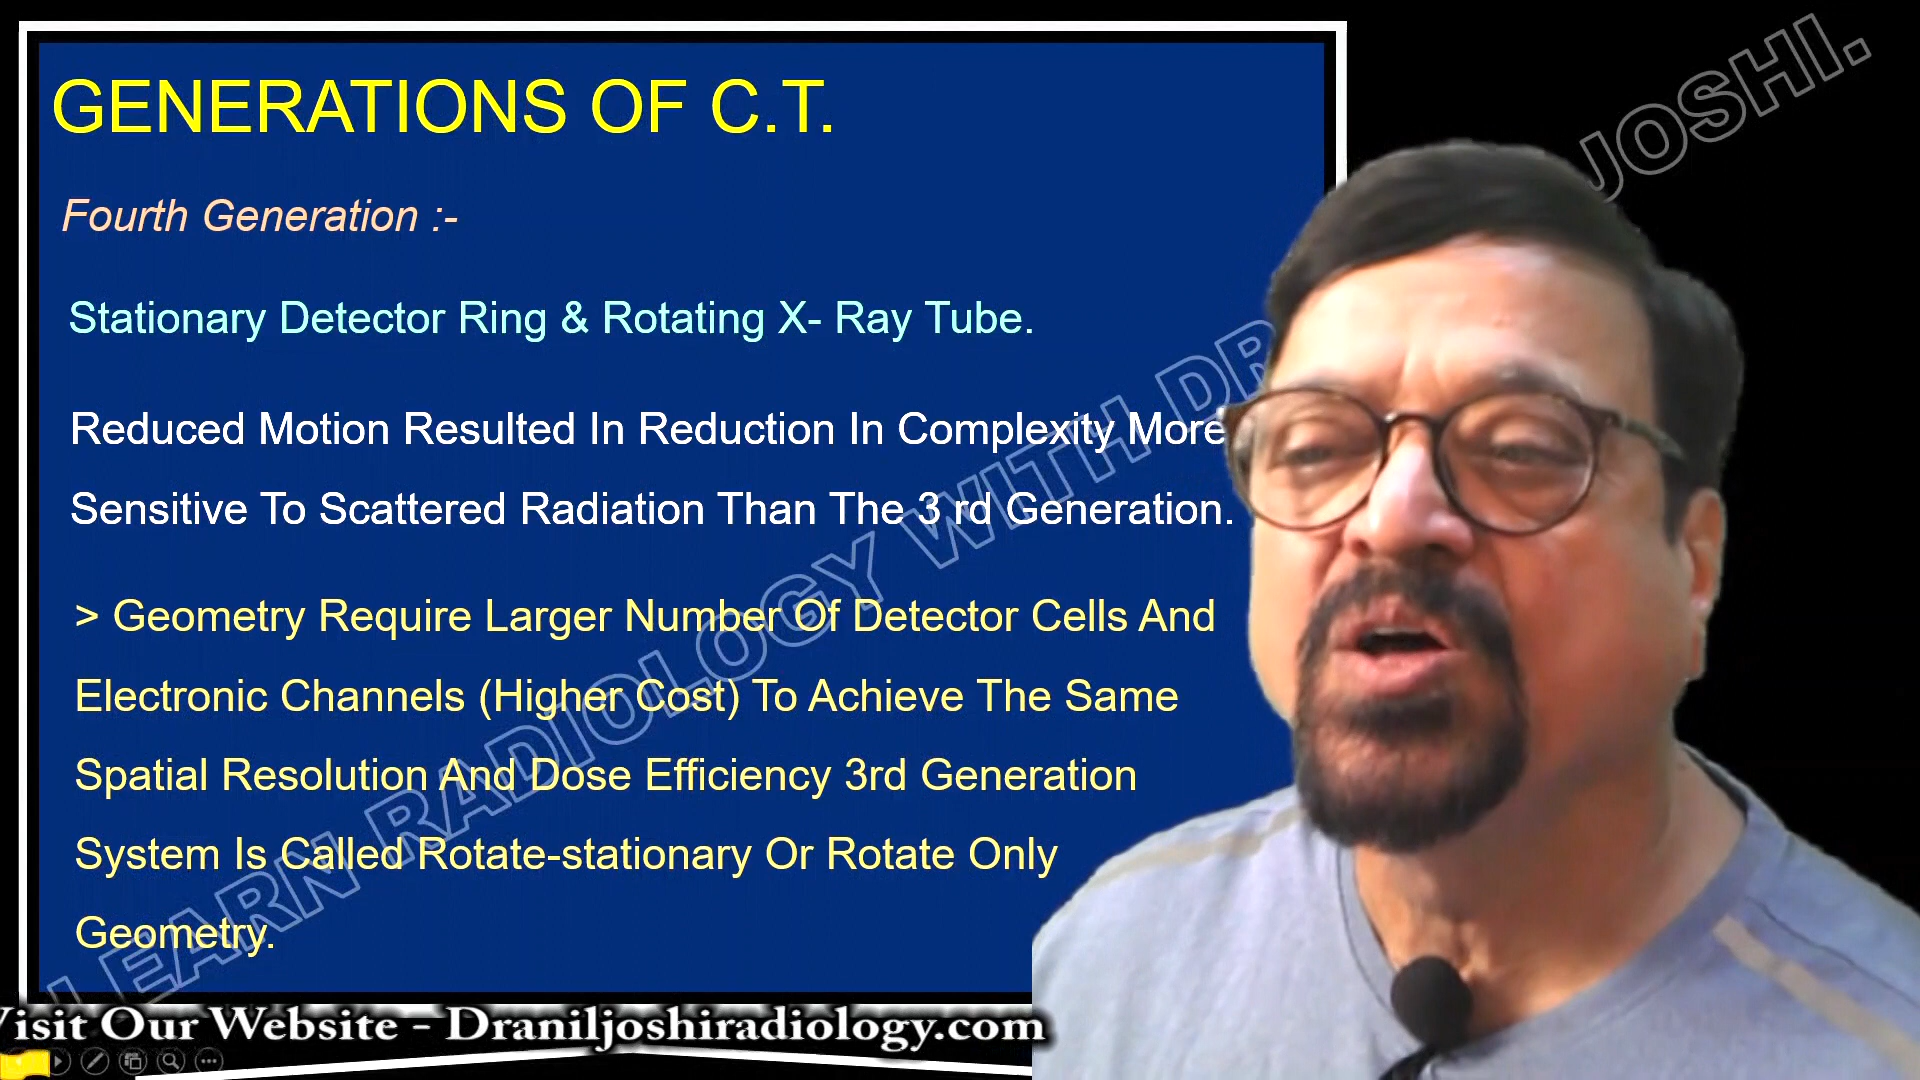 GENERATIONS OF C.T.
Fourth Generation :-
Stationary Detector Ring & Rotating X- Ray Tube.
Reduced Motion Resulted In Reduction In Complexity More
Sensitive To Scattered Radiation Than The 3 rd Generation.
> Geometry Require Larger Number Of Detector Cells And
Electronic Channels (Higher Cost) To Achieve The Same
Spatial Resolution And Dose Efficiency 3rd Generation
System Is Called Rotate-stationary Or Rotate Only
Geometry.
LEARN RADIOLOGY WITH DR JOSHI.
Visit Our Website - Draniljoshiradiology.com